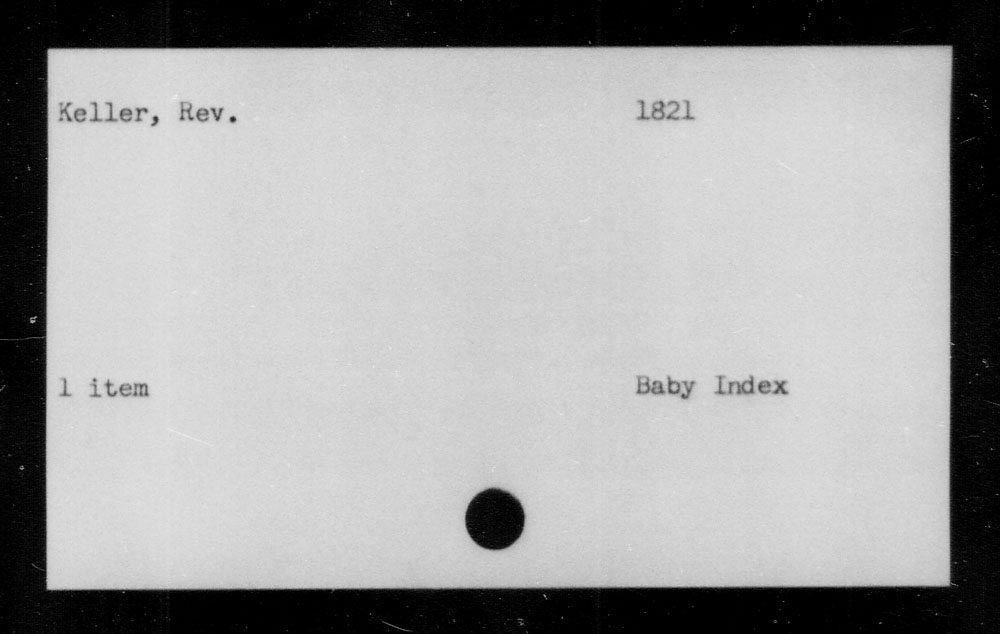 Keller, Rev. 1821
1 item Baby Index